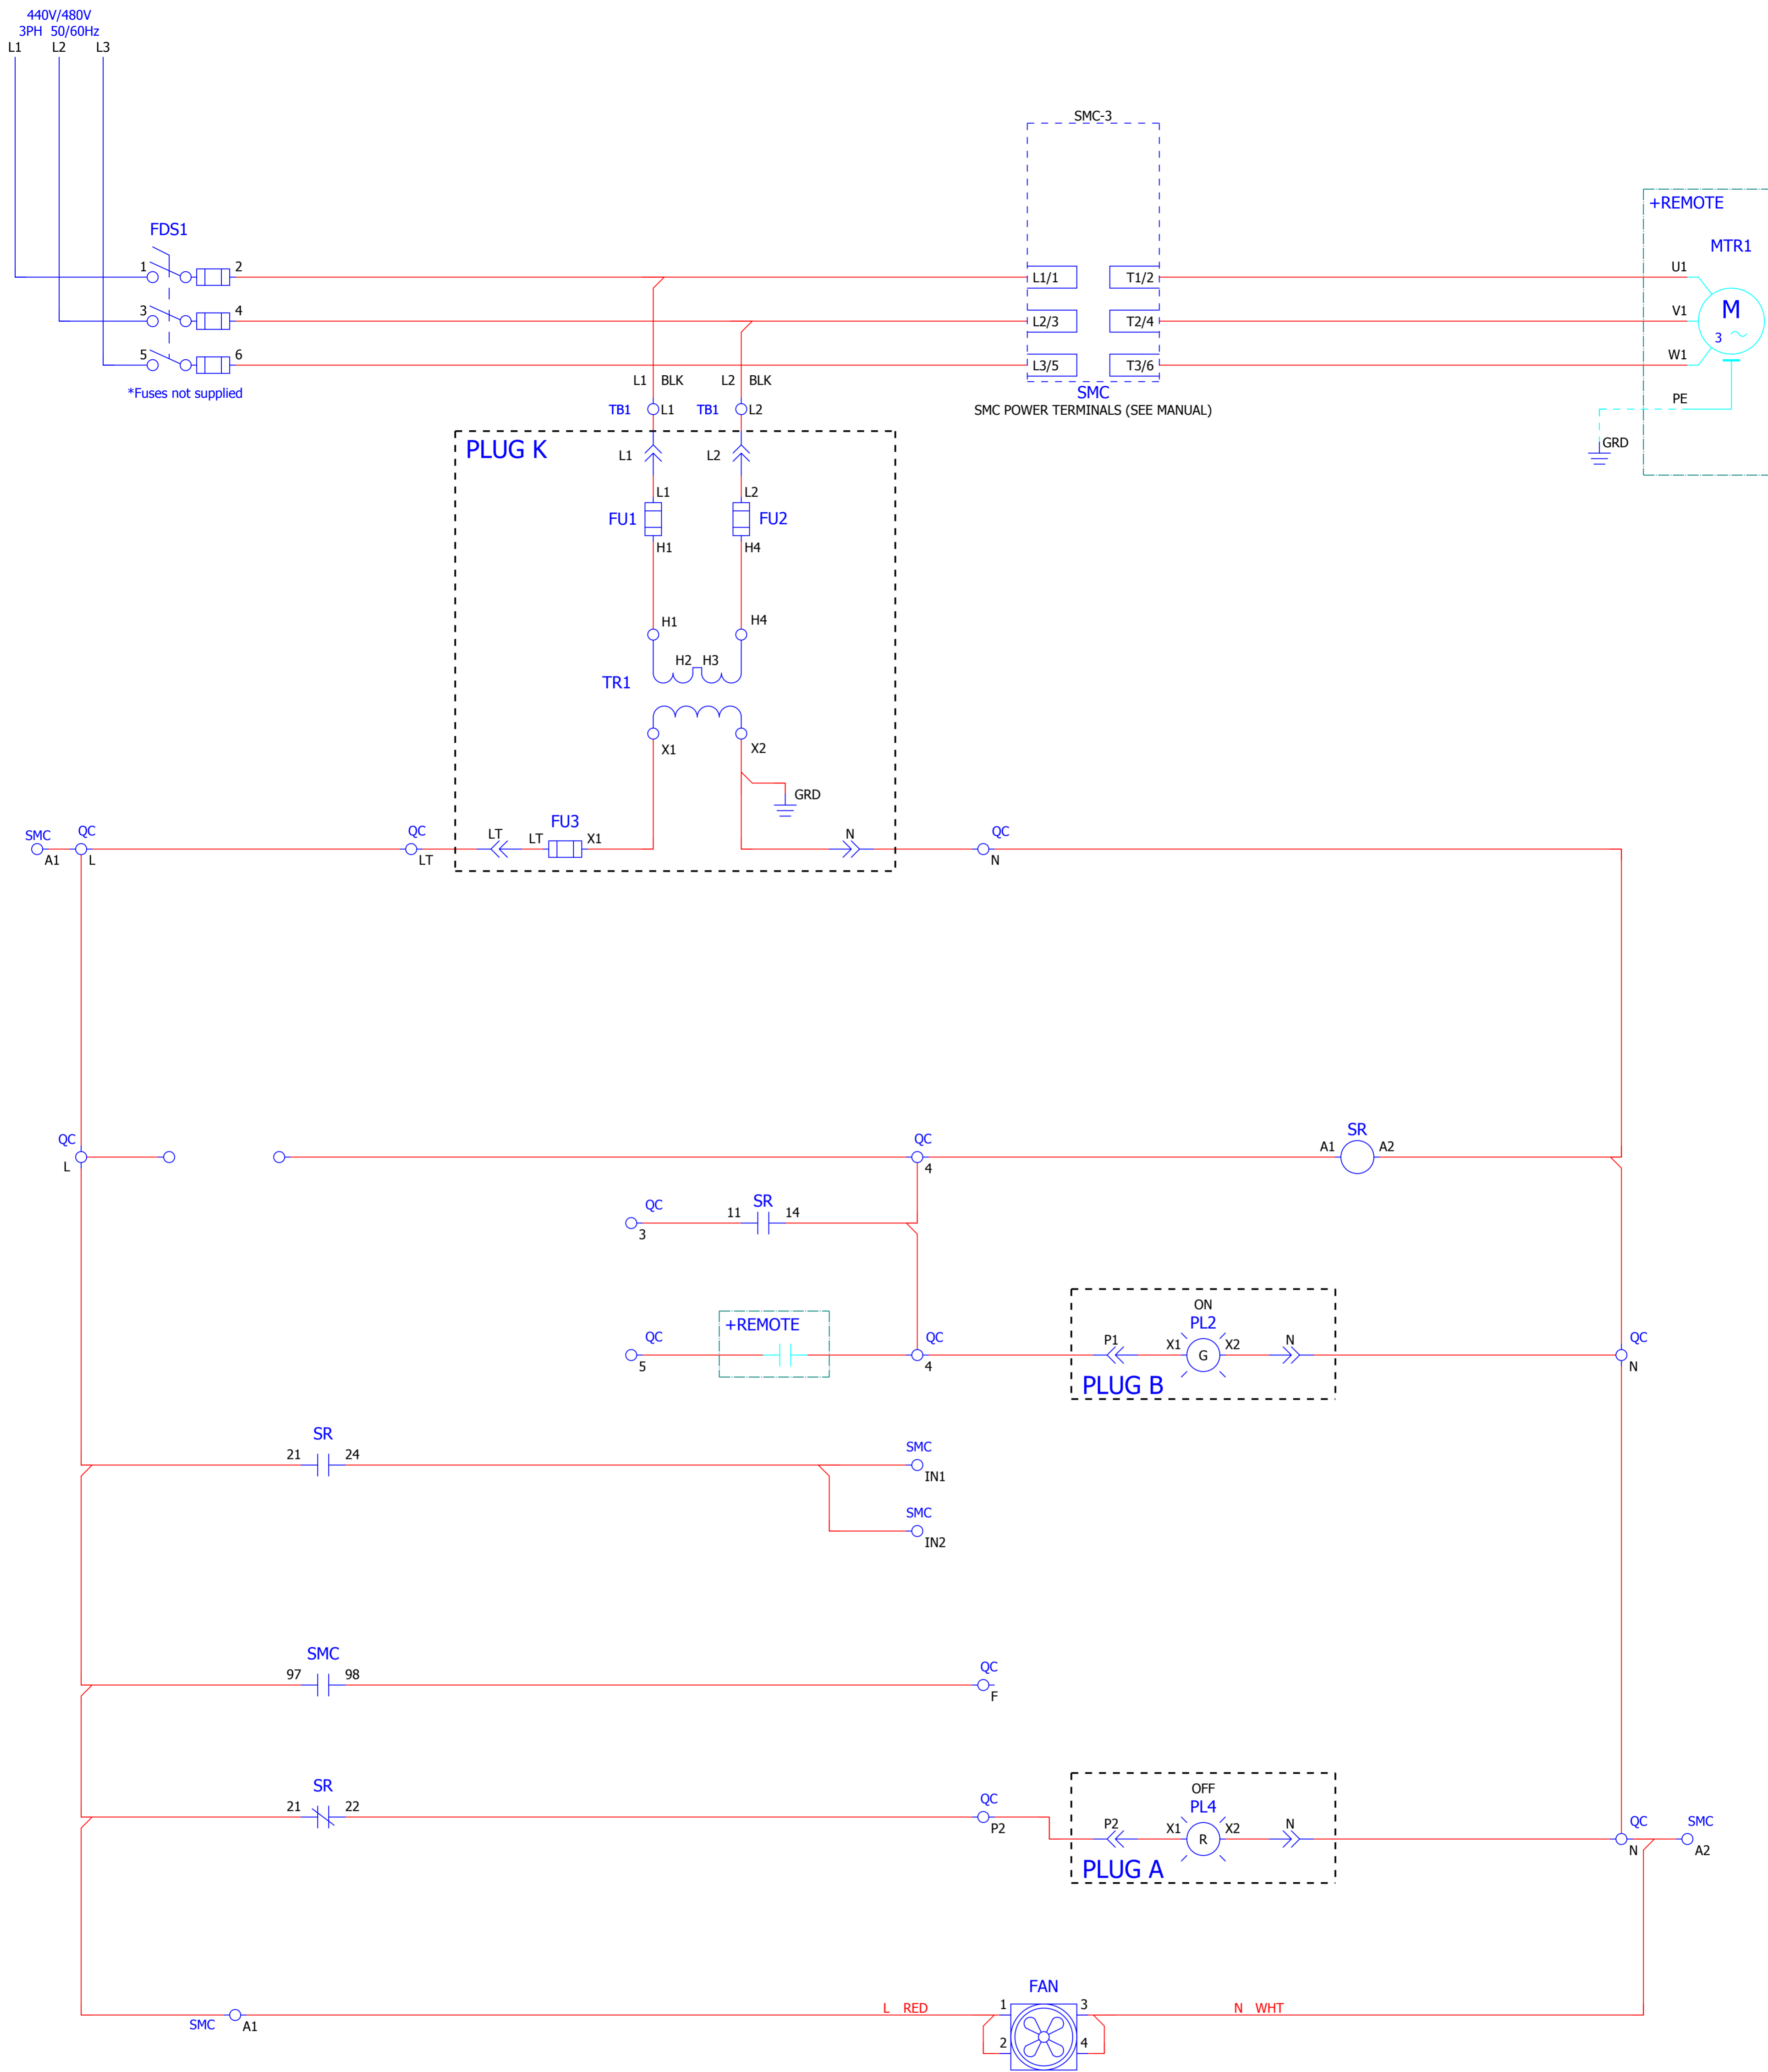 440V/480V
3PH 50/60Hz
L1 L2 L3
SMC-3
+REMOTE
FDS1
MTR1
1 2
L1/1 T1/2
U1
3 4
L2/3 T2/4
V1
M
3
5 6
L3/5 T3/6
W1
*Fuses not supplied
L1 BLK L2 BLK
SMC
SMC POWER TERMINALS (SEE MANUAL)
PE
TB1 L1 TB1 L2
GRD
PLUG K
L1 L2
L1 L2
FU1 FU2
H1 H4
H1 H4
H2 H3
TR1
X1 X2
GRD
SMC QC QC
LT LT FU3 X1
N QC
A1 L LT
N
QC
L
QC
4
A1 SR A2
QC
3
11 SR 14
ON
QC
5
+REMOTE
QC
4
P1 X1 PL2 X2 N
G
QC
N
PLUG B
SR
21 24
SMC
IN1
SMC
IN2
SMC
97 98
QC
F
SR
21 22
QC
P2
OFF
PL4
P2 X1 X2 N
R
QC SMC
N A2
PLUG A
FAN
SMC A1
L RED
1 3
N WHT
2 4